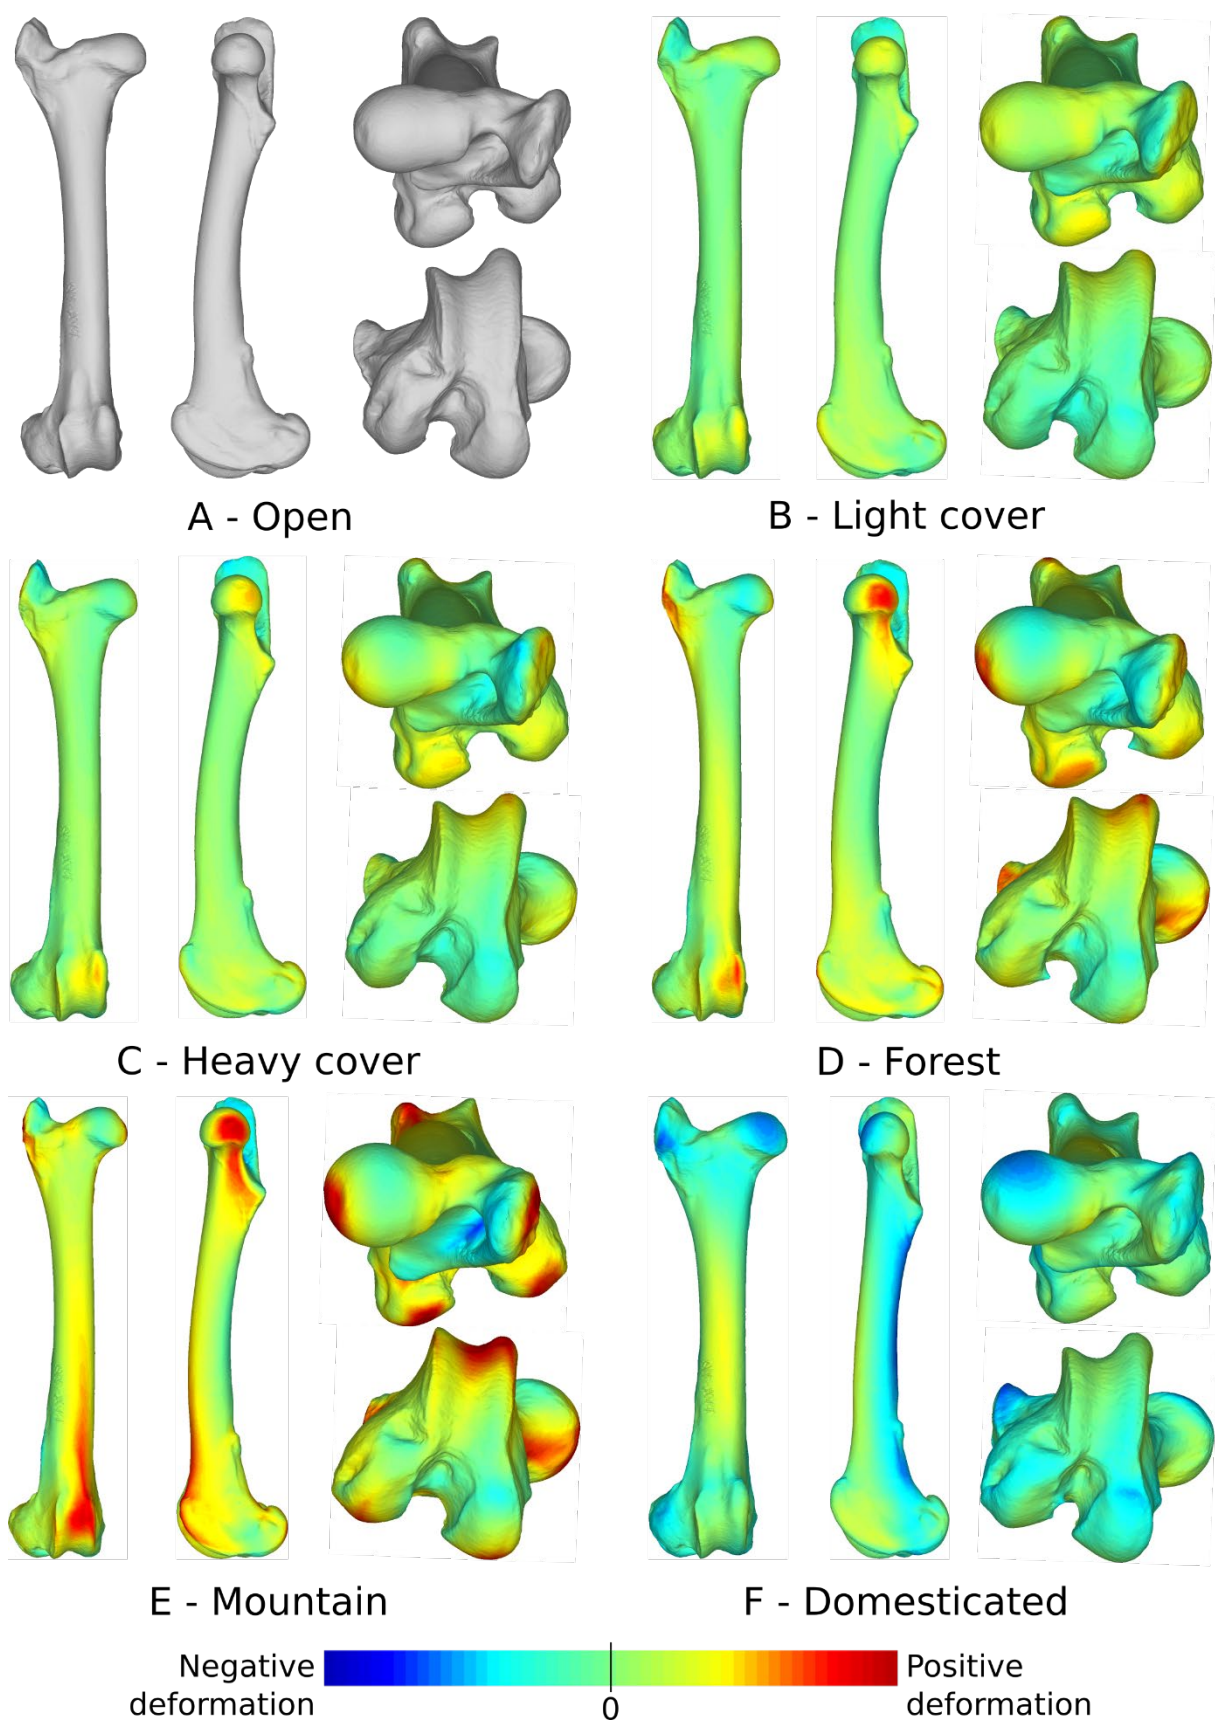 A - Open
B - Light cover
C - Heavy cover
D - Forest
E - Mountain
F - Domesticated
Negative deformation
0
Positive deformation